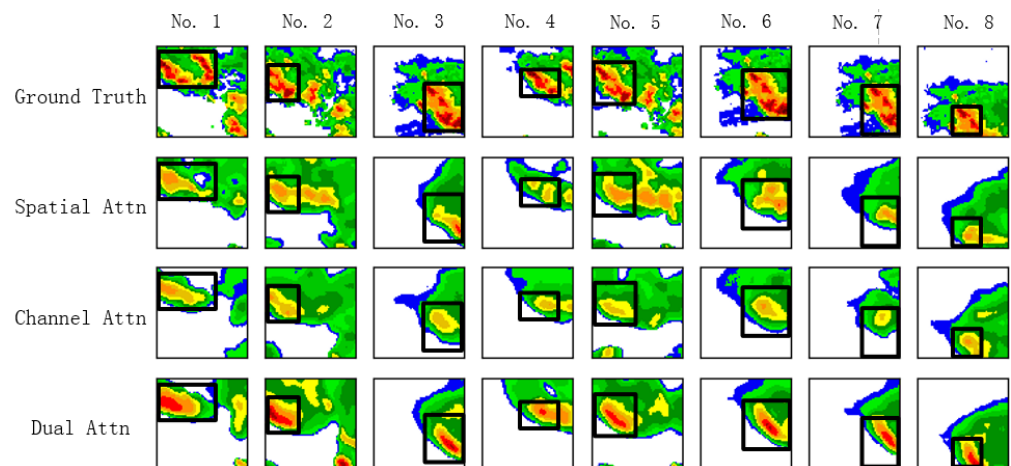 No. 1 No. 2 No. 3 No. 4 No. 5 No. 6 No. 7 No. 8
Ground Truth
Spatial Attn
Channel Attn
Dual Attn